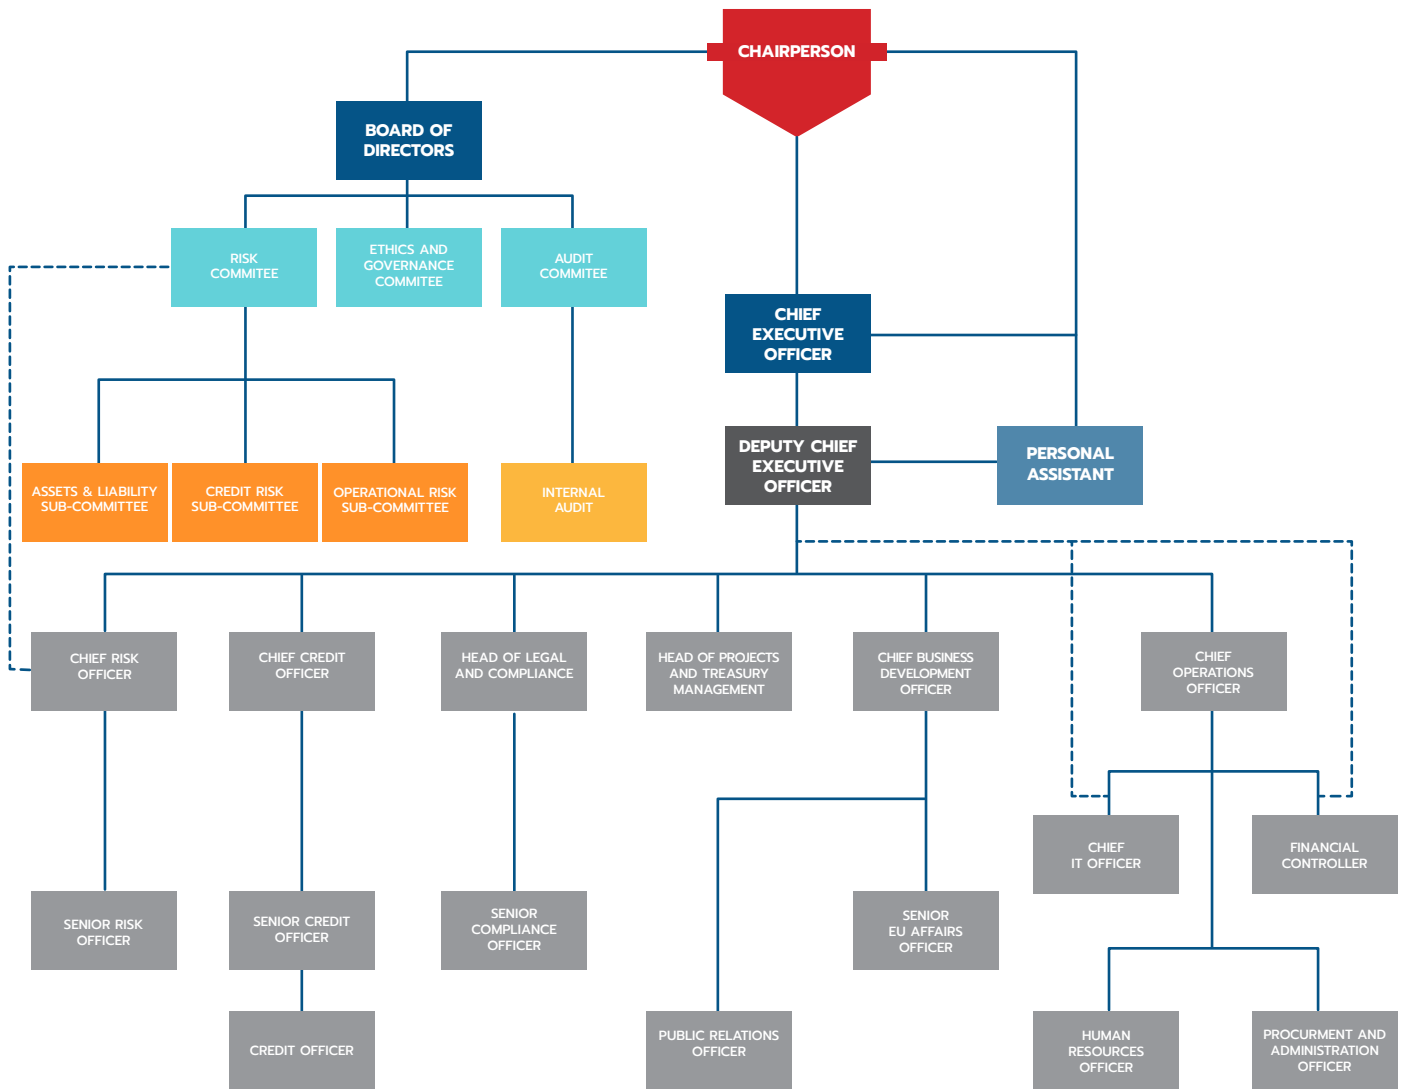 CHAIRPERSON
BOARD OF
DIRECTORS
RISK
COMMITEE
ETHICS AND
GOVERNANCE
COMMITEE
AUDIT
COMMITEE
CHIEF
EXECUTIVE
OFFICER
DEPUTY CHIEF
EXECUTIVE
OFFICER
PERSONAL
ASSISTANT
ASSETS & LIABILITY
SUB-COMMITTEE
CREDIT RISK
SUB-COMMITTEE
OPERATIONAL RISK
SUB-COMMITTEE
INTERNAL
AUDIT
CHIEF RISK
OFFICER
CHIEF CREDIT
OFFICER
HEAD OF LEGAL
AND COMPLIANCE
HEAD OF PROJECTS
AND TREASURY
MANAGEMENT
CHIEF BUSINESS
DEVELOPMENT
OFFICER
CHIEF
OPERATIONS
OFFICER
CHIEF
IT OFFICER
FINANCIAL
CONTROLLER
SENIOR RISK
OFFICER
SENIOR CREDIT
OFFICER
SENIOR
COMPLIANCE
OFFICER
SENIOR
EU AFFAIRS
OFFICER
CREDIT OFFICER
PUBLIC RELATIONS
OFFICER
HUMAN
RESOURCES
OFFICER
PROCURMENT AND
ADMINISTRATION
OFFICER